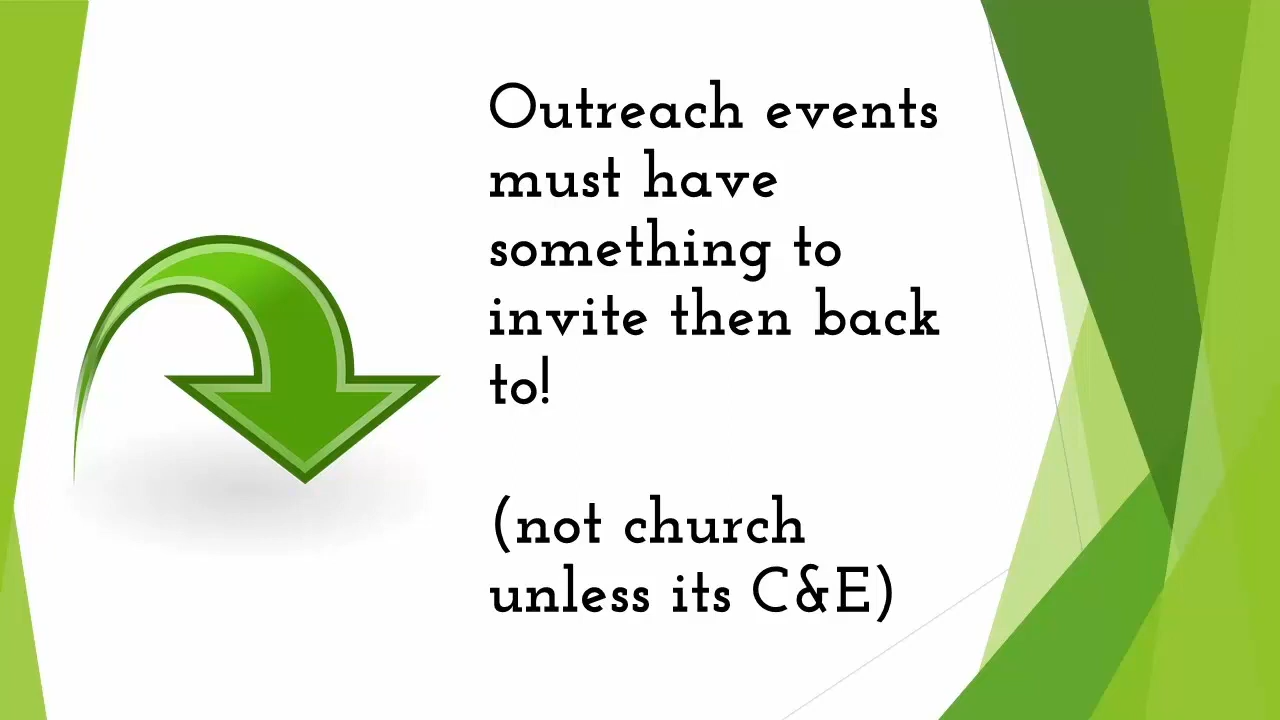 Outreach events
must have
something to
invite then back
to!
(not church
unless its C&E)